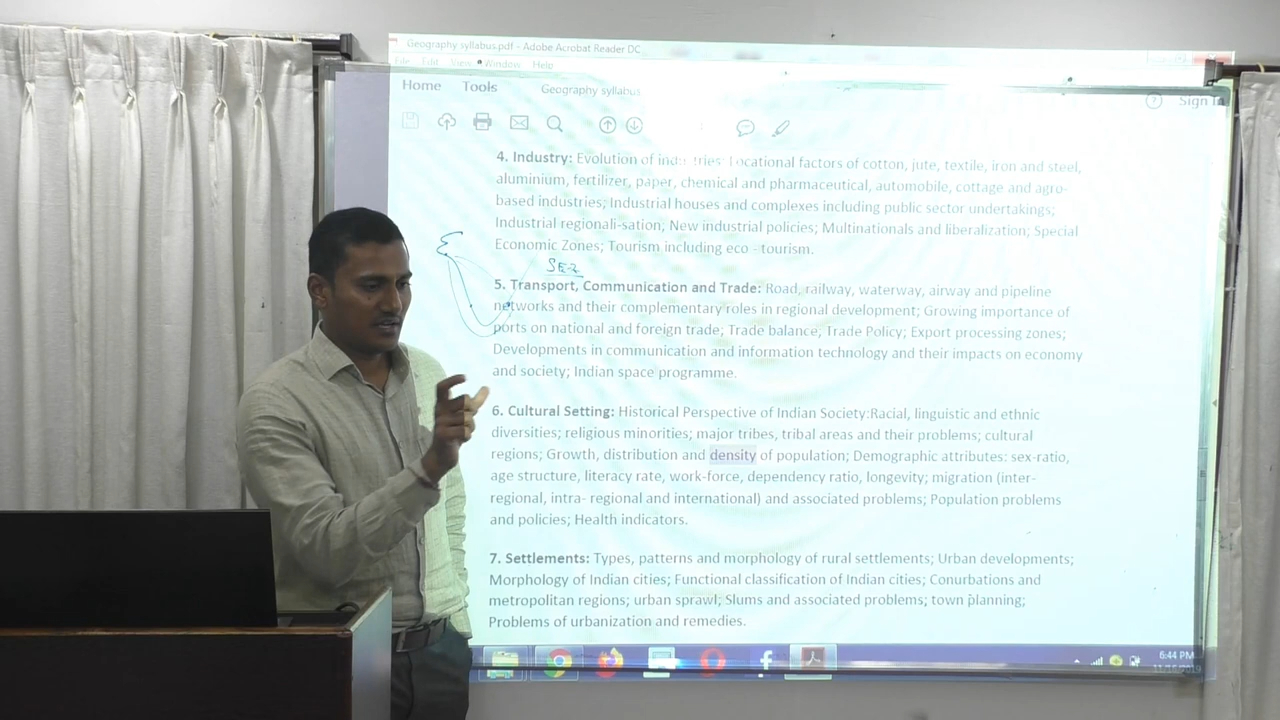 Geography syllabus.pdf - Adobe Acrobat Reader DC
File Edit View Window Help
Home Tools Geography syllabus
Sign In
4. Industry: Evolution of industries: Locational factors of cotton, jute, textile, iron and steel,
aluminium, fertilizer, paper, chemical and pharmaceutical, automobile, cottage and agro-
based industries; Industrial houses and complexes including public sector undertakings;
Industrial regionali-sation; New industrial policies; Multinationals and liberalization; Special
Economic Zones; Tourism including eco - tourism.
SEZ
5. Transport, Communication and Trade: Road, railway, waterway, airway and pipeline
networks and their complementary roles in regional development; Growing importance of
ports on national and foreign trade; Trade balance; Trade Policy; Export processing zones;
Developments in communication and information technology and their impacts on economy
and society; Indian space programme.
6. Cultural Setting: Historical Perspective of Indian Society:Racial, linguistic and ethnic
diversities; religious minorities; major tribes, tribal areas and their problems; cultural
regions; Growth, distribution and density of population; Demographic attributes: sex-ratio,
age structure, literacy rate, work-force, dependency ratio, longevity; migration (inter-
regional, intra- regional and international) and associated problems; Population problems
and policies; Health indicators.
7. Settlements: Types, patterns and morphology of rural settlements; Urban developments;
Morphology of Indian cities; Functional classification of Indian cities; Conurbations and
metropolitan regions; urban sprawl; Slums and associated problems; town planning;
Problems of urbanization and remedies.
6:44 PM